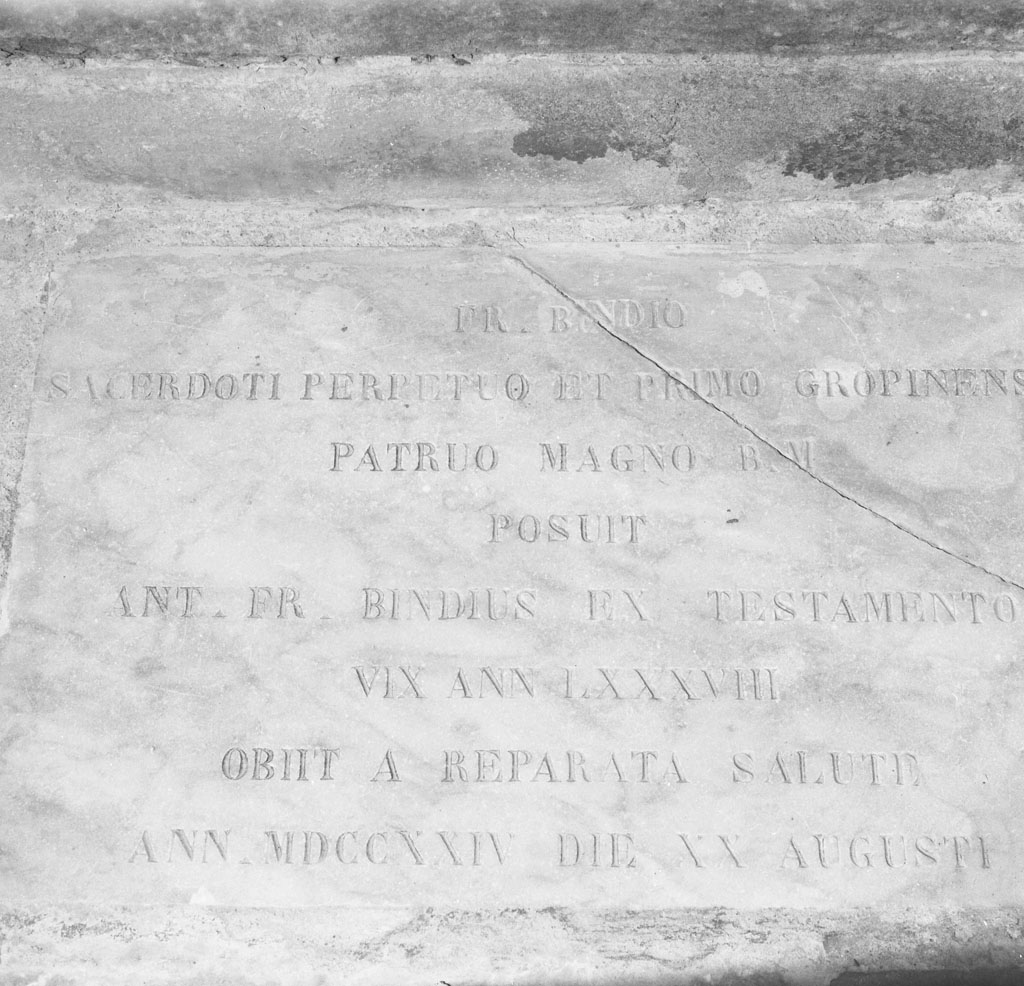 FR. BINDIO
SACERDOTI PERPETUO ET PRIMO GROPINENS
PATRUO MAGNO B.M
POSUIT
ANT. FR. BINDIUS EX TESTAMENTO
VIX ANN LXXXVIII
OBIIT A REPARATA SALUTE
ANN. MDCCXXIV DIE XX AUGUSTI